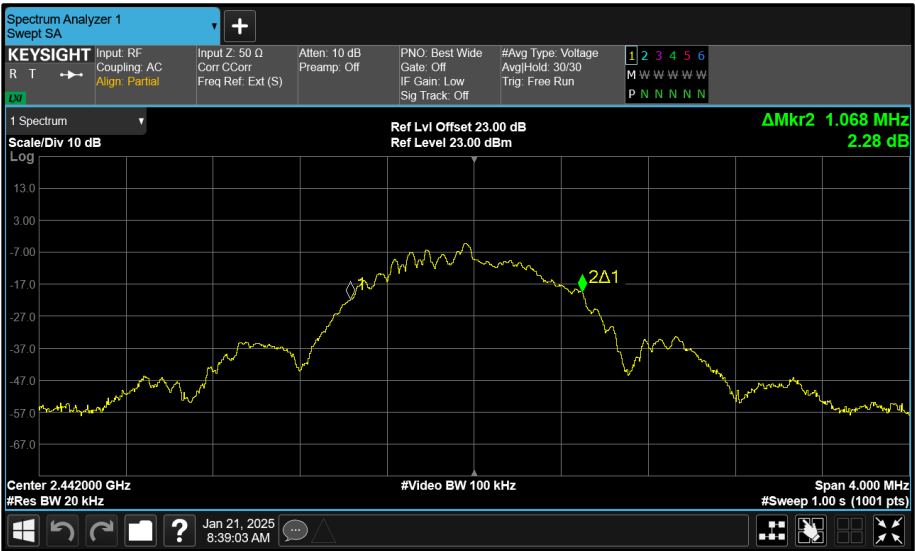 Spectrum Analyzer 1
Swept SA
+
KEYSIGHT
R T
LXI
Input: RF
Coupling: AC
Align: Partial
Input Z: 50 Ω
Corr CCorr
Freq Ref: Ext (S)
Atten: 10 dB
Preamp: Off
PNO: Best Wide
Gate: Off
IF Gain: Low
Sig Track: Off
#Avg Type: Voltage
Avg|Hold: 30/30
Trig: Free Run
1 2 3 4 5 6
M W W W W W
P N N N N N
1 Spectrum
Scale/Div 10 dB
Ref Lvl Offset 23.00 dB
Ref Level 23.00 dBm
ΔMkr2 1.068 MHz
2.28 dB
Log
13.0
3.00
-7.00
-17.0
-27.0
-37.0
-47.0
-57.0
-67.0
1
2Δ1
Center 2.442000 GHz
#Res BW 20 kHz
#Video BW 100 kHz
Span 4.000 MHz
#Sweep 1.00 s (1001 pts)
?
Jan 21, 2025
8:39:03 AM